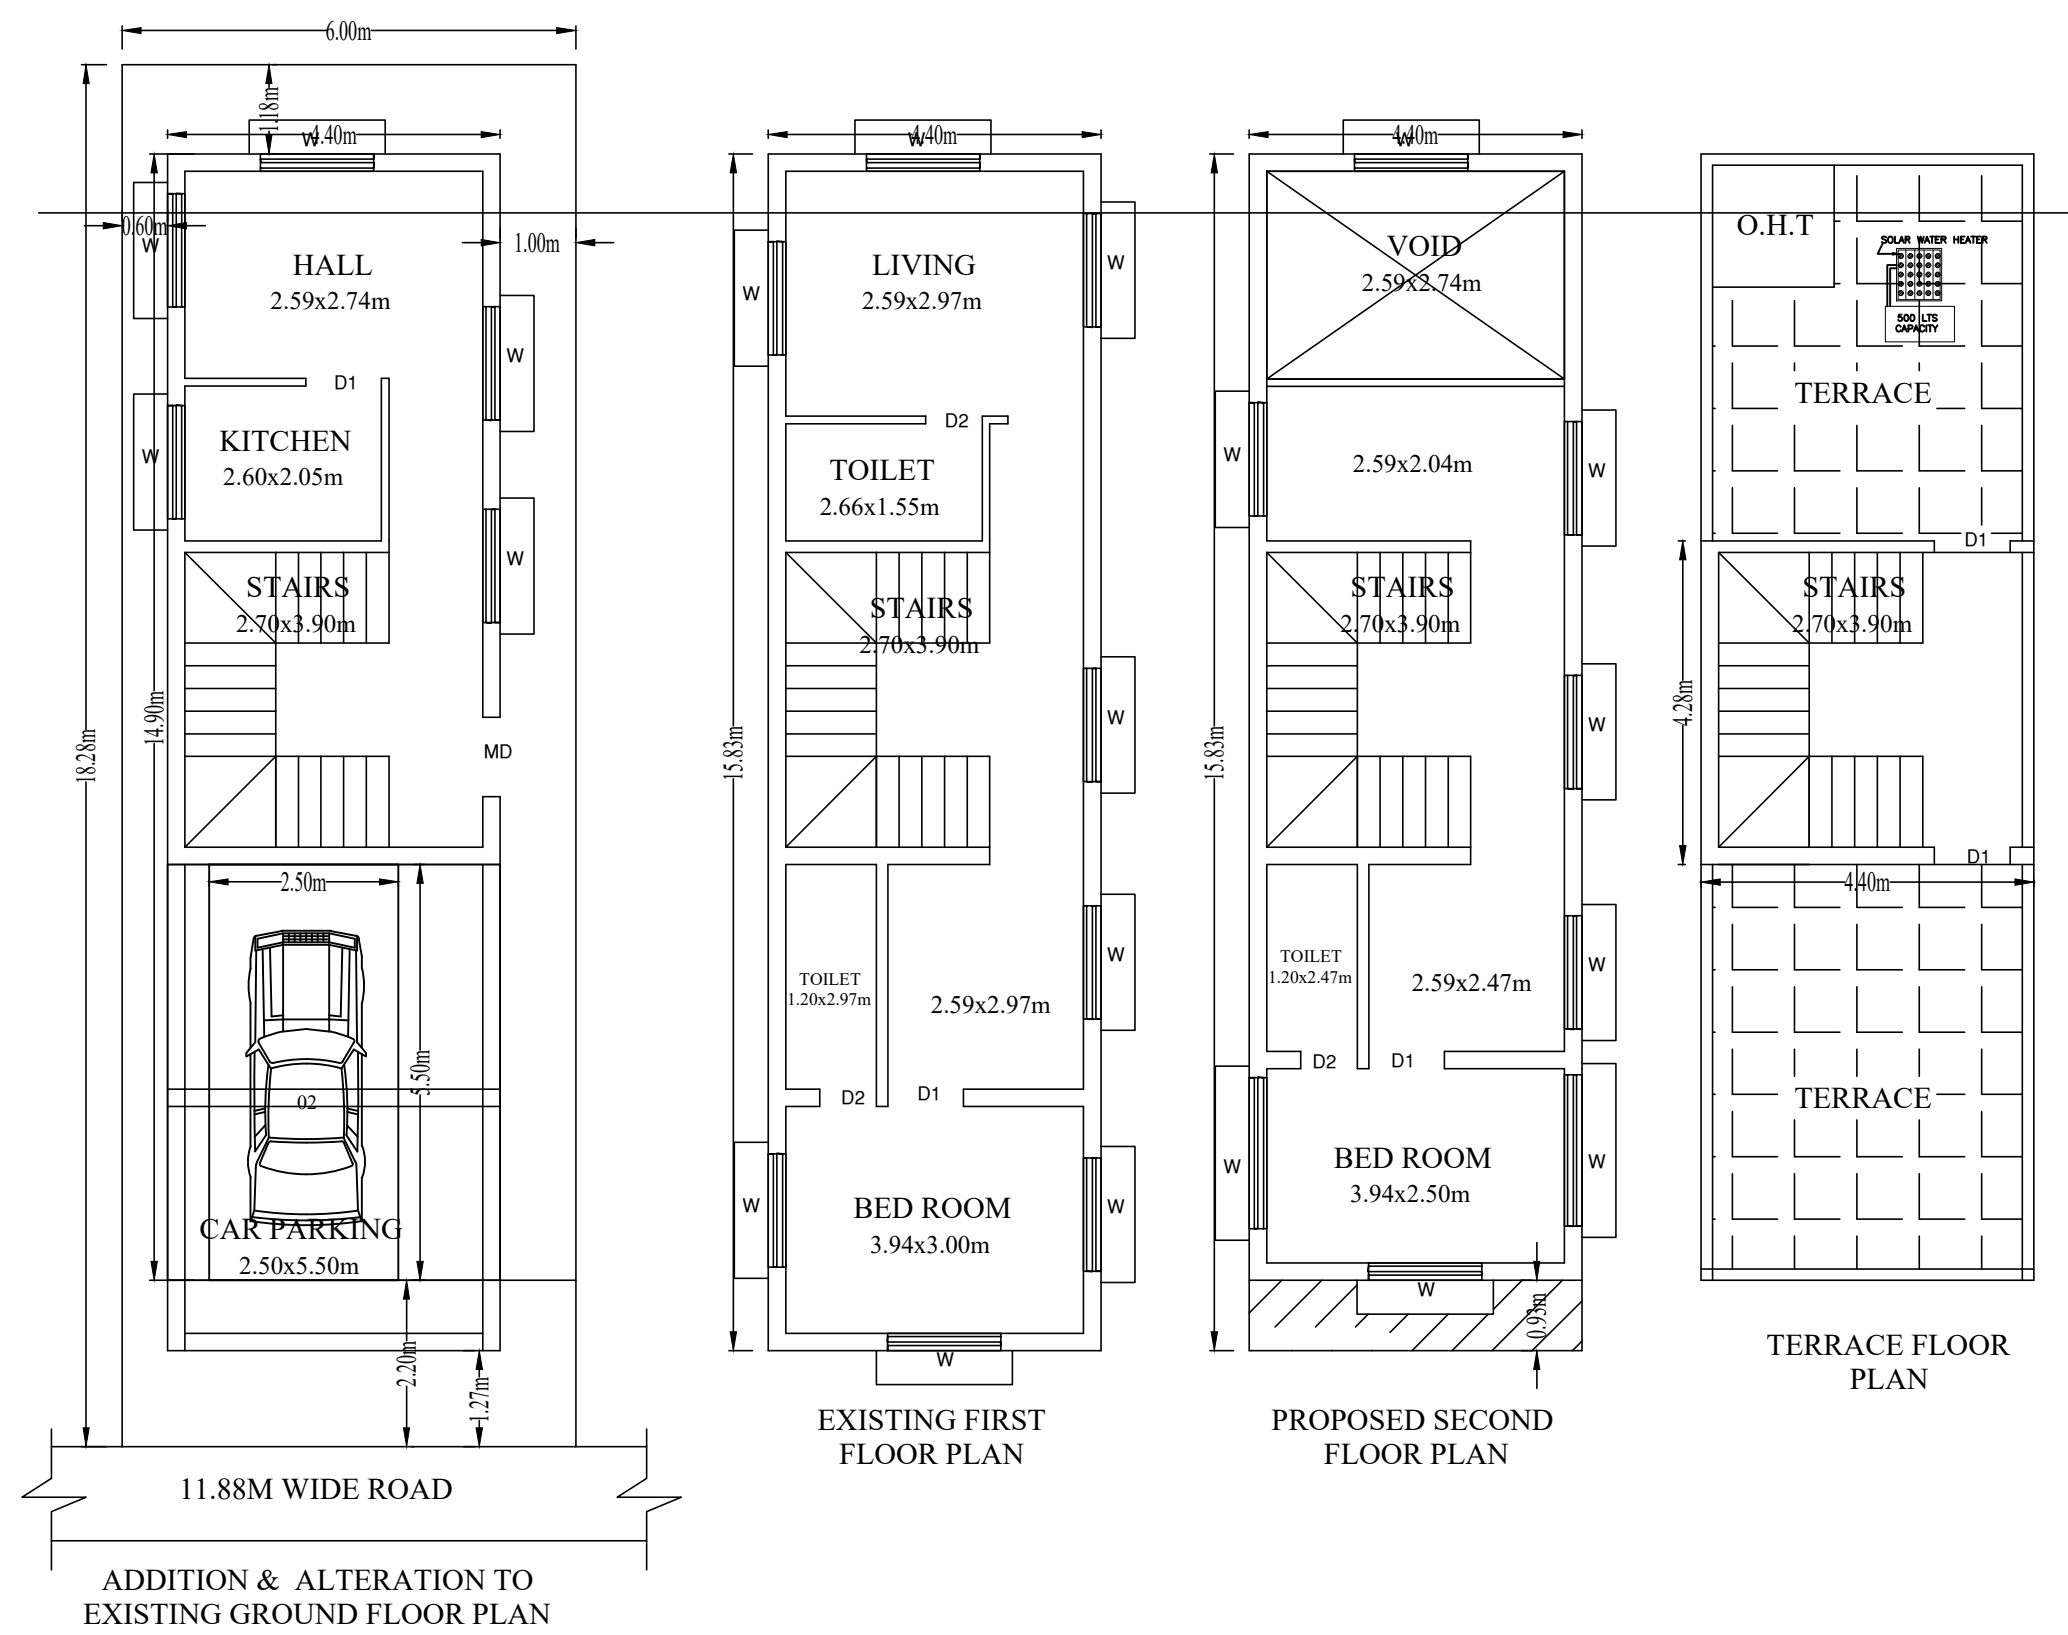 6.00m
1.18m
4.40m
W
0.60m
W
1.00m
HALL
2.59x2.74m
W
D1
KITCHEN
2.60x2.05m
W
W
STAIRS
2.70x3.90m
14.90m
18.28m
MD
2.50m
5.50m
02
CAR PARKING
2.50x5.50m
2.20m
1.27m
11.88M WIDE ROAD
ADDITION & ALTERATION TO
EXISTING GROUND FLOOR PLAN
4.40m
W
LIVING
2.59x2.97m
W
W
D2
TOILET
2.66x1.55m
STAIRS
2.70x3.90m
15.83m
W
TOILET
1.20x2.97m
2.59x2.97m
W
D2
D1
BED ROOM
3.94x3.00m
W
W
W
EXISTING FIRST
FLOOR PLAN
4.40m
W
VOID
2.59x2.74m
W
2.59x2.04m
W
STAIRS
2.70x3.90m
15.83m
W
TOILET
1.20x2.47m
2.59x2.47m
W
D2
D1
BED ROOM
3.94x2.50m
W
W
W
0.93m
PROPOSED SECOND
FLOOR PLAN
O.H.T
SOLAR WATER HEATER
500 LTS
CAPACITY
TERRACE
D1
STAIRS
2.70x3.90m
4.28m
D1
4.40m
TERRACE
TERRACE FLOOR
PLAN